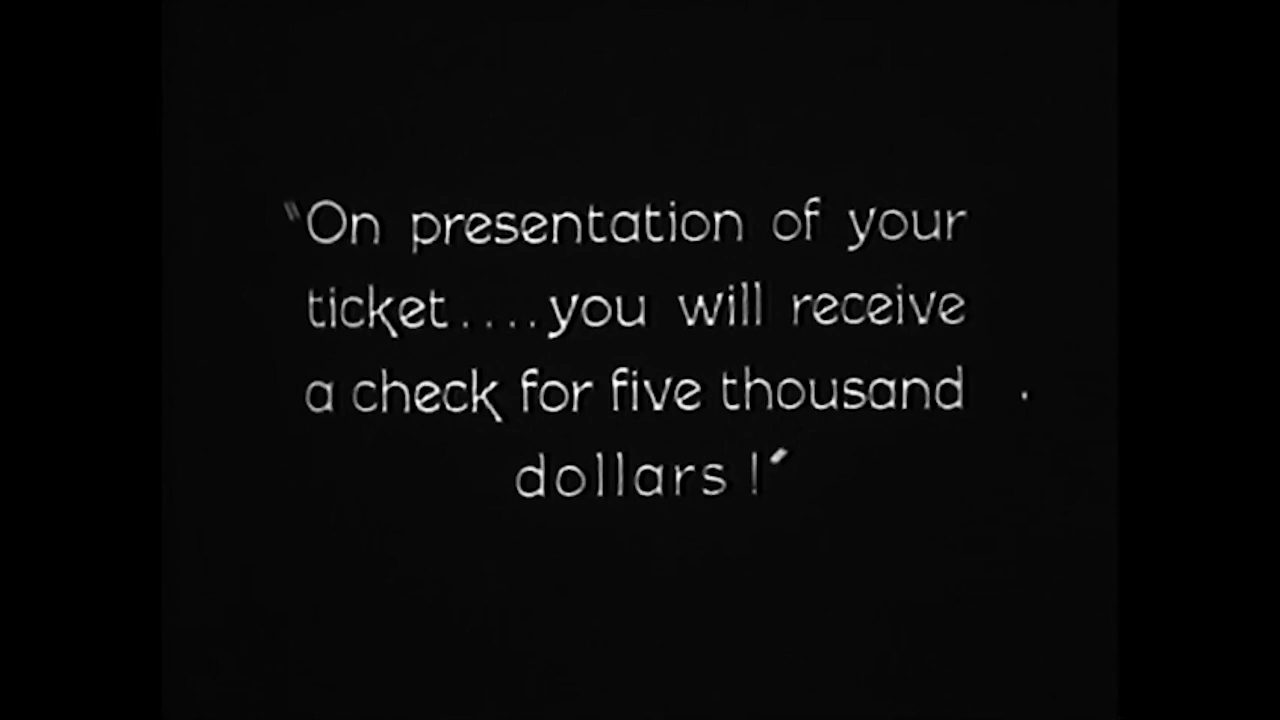 "On presentation of your
ticket....you will receive
a check for five thousand
dollars!"